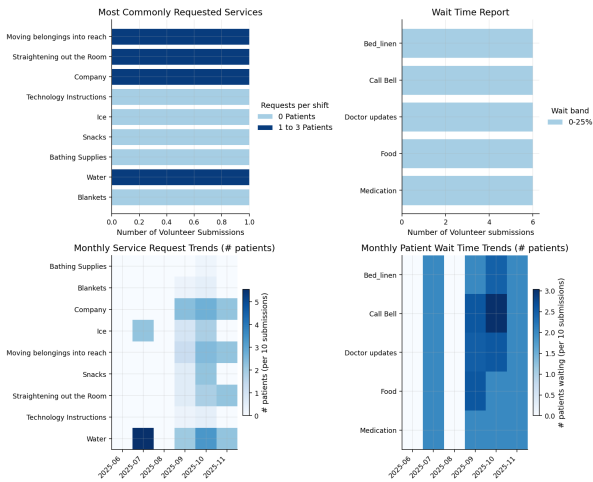 Most Commonly Requested Services
Moving belongings into reach
Straightening out the Room
Company
Technology Instructions
Ice
Snacks
Bathing Supplies
Water
Blankets
0.0 0.2 0.4 0.6 0.8 1.0
Number of Volunteer Submissions
Requests per shift
0 Patients
1 to 3 Patients
Wait Time Report
Bed_linen
Call Bell
Doctor updates
Food
Medication
0 2 4 6
Number of Volunteer submissions
Wait band
0-25%
Monthly Service Request Trends (# patients)
Bathing Supplies
Blankets
Company
Ice
Moving belongings into reach
Snacks
Straightening out the Room
Technology Instructions
Water
2025-06 2025-07 2025-08 2025-09 2025-10 2025-11
5
4
3
2
1
0
# patients (per 10 submissions)
Monthly Patient Wait Time Trends (# patients)
Bed_linen
Call Bell
Doctor updates
Food
Medication
2025-06 2025-07 2025-08 2025-09 2025-10 2025-11
3.0
2.5
2.0
1.5
1.0
0.5
0.0
# patients waiting (per 10 submissions)